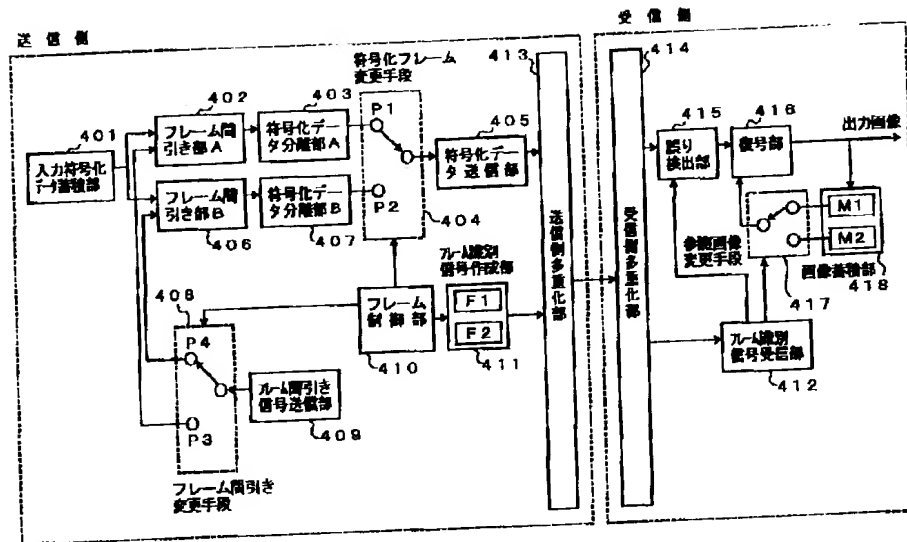 送信側
受信側
401
入力符号化
データ蓄積部
402
フレーム間
引き部A
403
符号化デー
タ分離部A
符号化フレーム
変更手段
P1
P2
404
405
符号化デー
タ送信部
406
フレーム間
引き部B
407
符号化デー
タ分離部B
408
P4
P3
フレーム間引き
変更手段
フレーム間引き
信号送信部
409
フレーム
制御部
410
フレーム識別
信号作成部
F1
F2
411
413
送信側多重化部
414
受信側多重化部
415
誤り
検出部
416
復号部
出力画像
参照画像
変更手段
417
M1
M2
画像蓄積部
418
フレーム識別
信号受信部
412